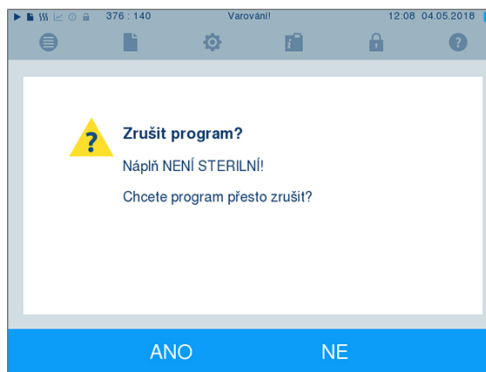 376 : 140 Varování! 12:08 04.05.2018
Zrušit program?
Náplň NENÍ STERILNÍ!
Chcete program přesto zrušit?
ANO NE